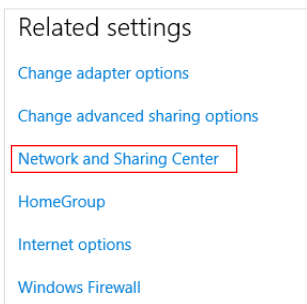 Related settings
Change adapter options
Change advanced sharing options
Network and Sharing Center
HomeGroup
Internet options
Windows Firewall